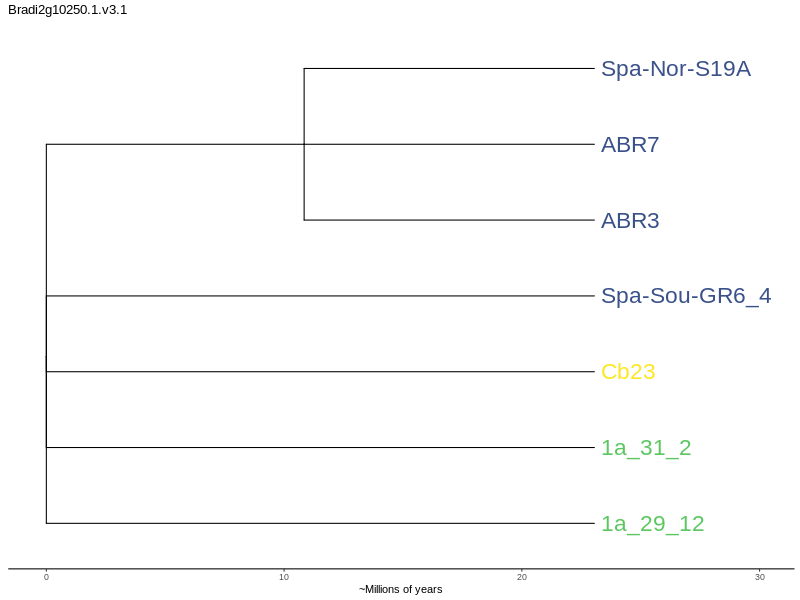 Bradi2g10250.1.v3.1
Spa-Nor-S19A
ABR7
ABR3
Spa-Sou-GR6_4
Cb23
1a_31_2
1a_29_12
0 10 20 30
~Millions of years